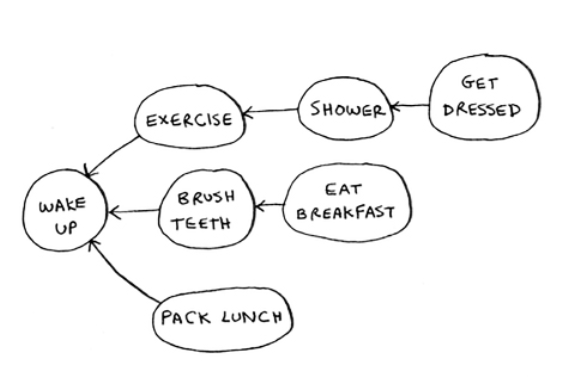 GET
DRESSED
SHOWER
EXERCISE
EAT
BREAKFAST
BRUSH
TEETH
WAKE
UP
PACK LUNCH